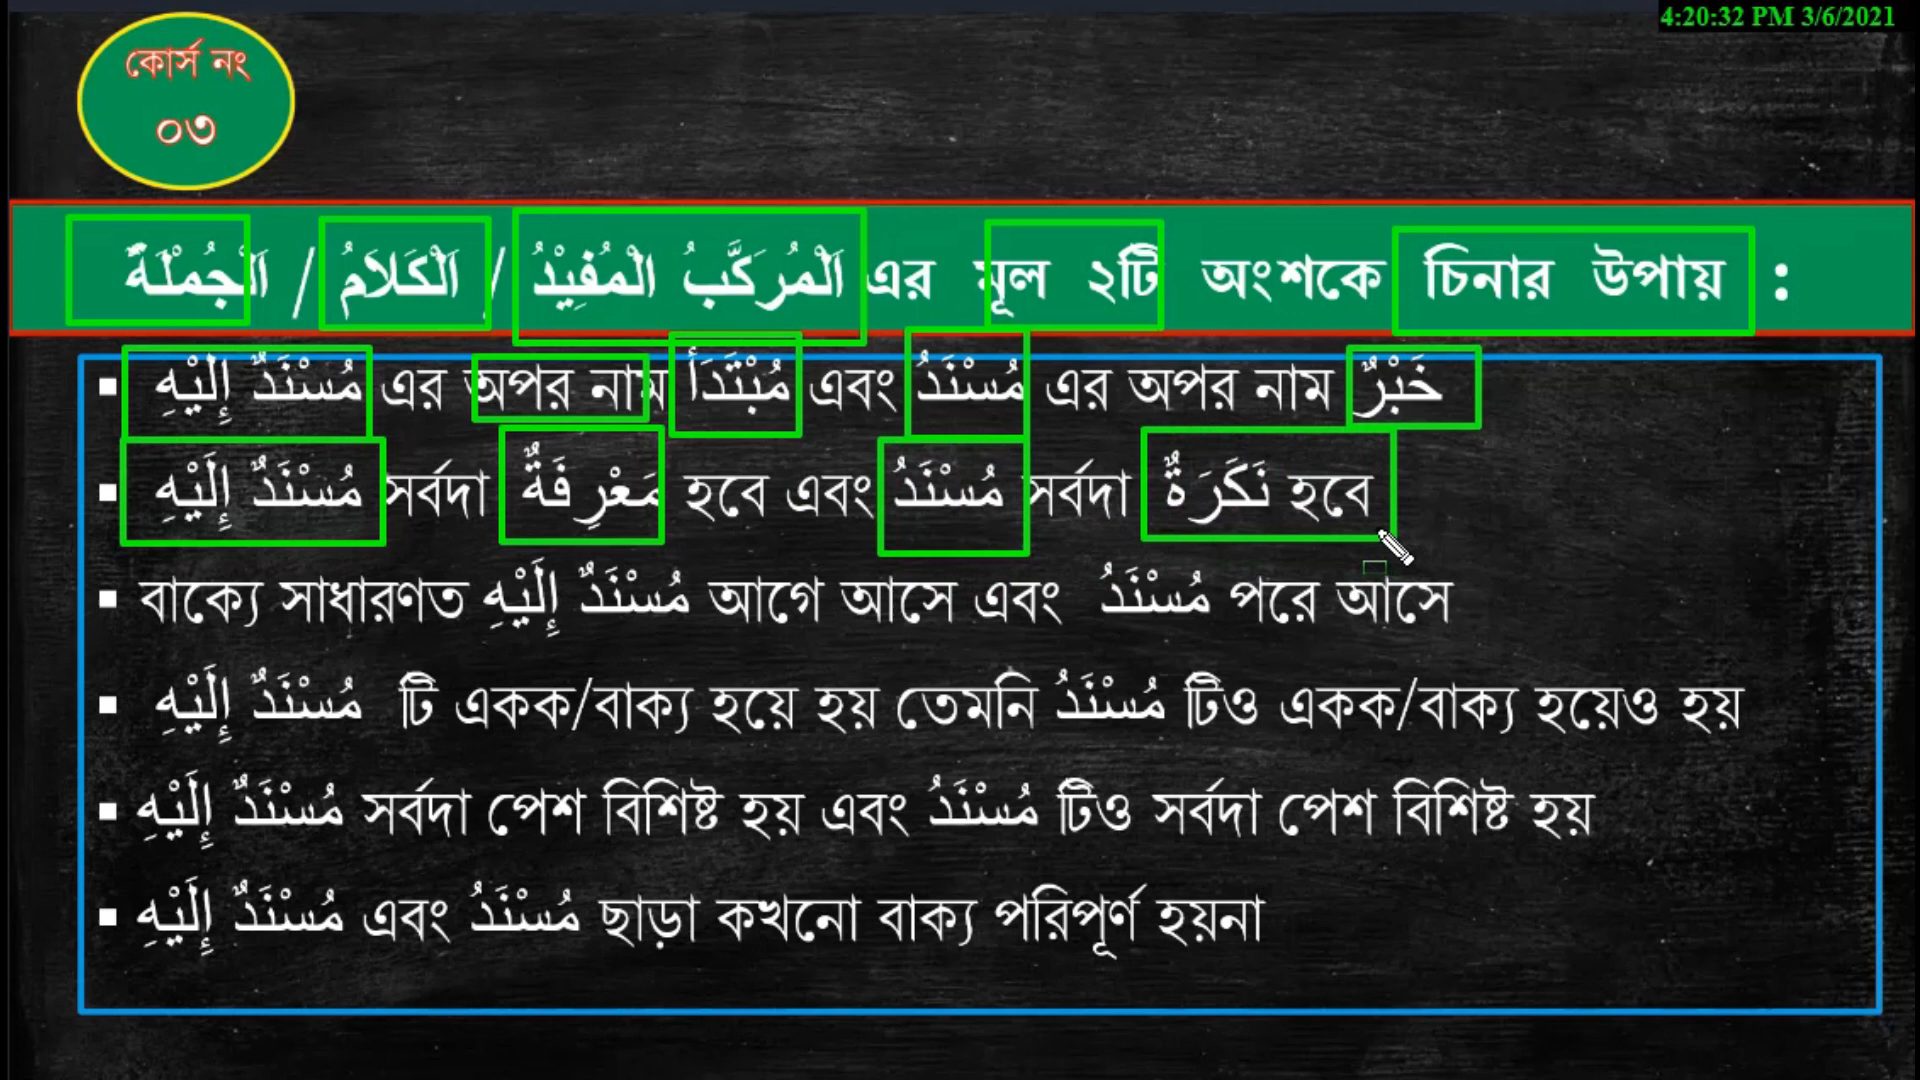 4:20:32 PM 3/6/2021
কোর্স নং
০৩
اَلْجُمْلَةُ / اَلْكَلاَمُ / اَلْمُرَكَّبُ الْمُفِيْدُ এর মূল ২টি অংশকে চিনার উপায় :
▪ مُسْنَدٌ إِلَيْهِ এর অপর নাম مُبْتَدَأ এবং مُسْنَدُ এর অপর নাম خَبْرٌ
▪ مُسْنَدٌ إِلَيْهِ সর্বদা مَعْرِفَةٌ হবে এবং مُسْنَدُ সর্বদা نَكَرَةٌ হবে
▪ বাক্যে সাধারণত مُسْنَدٌ إِلَيْهِ আগে আসে এবং مُسْنَدُ পরে আসে
▪ مُسْنَدٌ إِلَيْهِ টি একক/বাক্য হয়ে হয় তেমনি مُسْنَدُ টিও একক/বাক্য হয়েও হয়
▪ مُسْنَدٌ إِلَيْهِ সর্বদা পেশ বিশিষ্ট হয় এবং مُسْنَدُ টিও সর্বদা পেশ বিশিষ্ট হয়
▪ مُسْنَدٌ إِلَيْهِ এবং مُسْنَدُ ছাড়া কখনো বাক্য পরিপূর্ণ হয়না